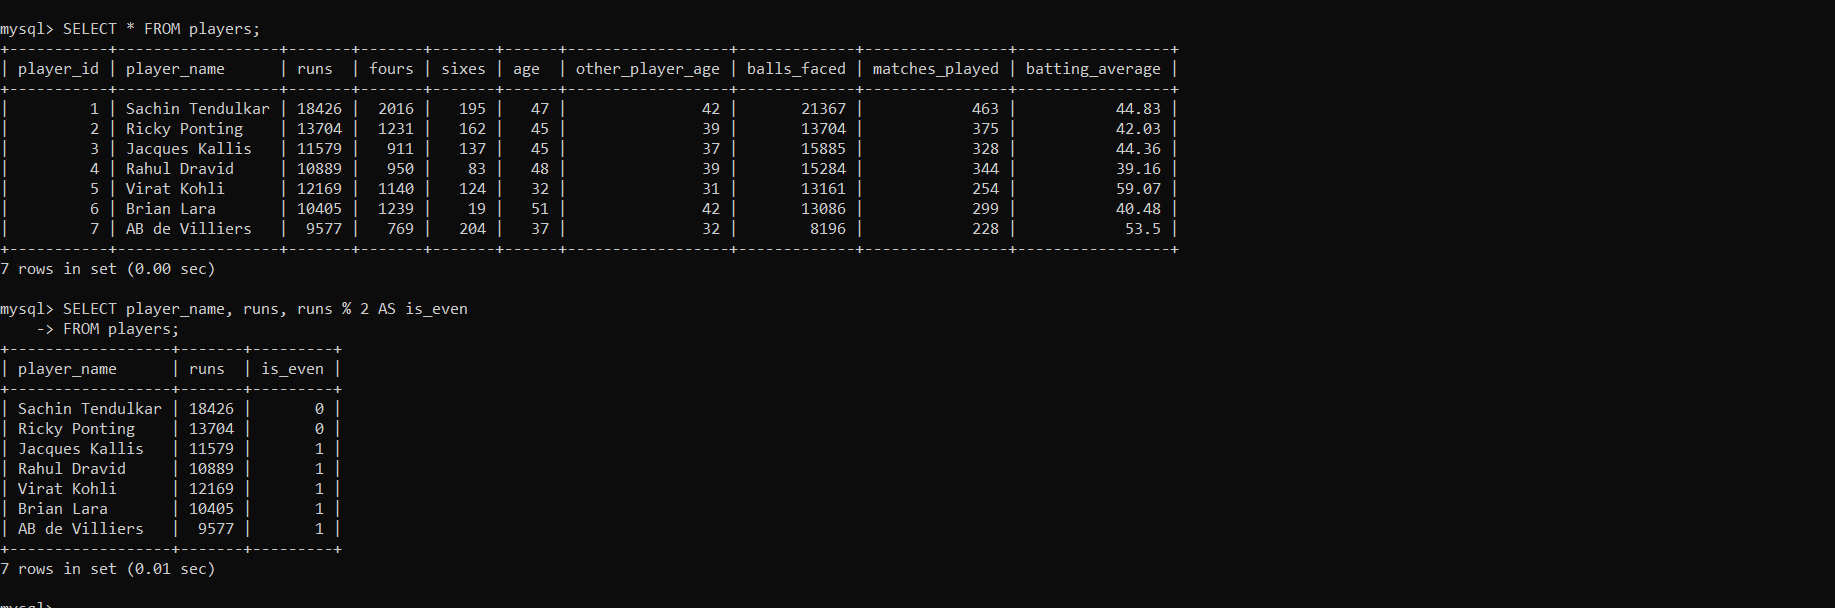 mysql> SELECT * FROM players;
+-----------+------------------+-------+-------+-------+------+------------------+-------------+----------------+-----------------+
| player_id | player_name      | runs  | fours | sixes | age  | other_player_age | balls_faced | matches_played | batting_average |
+-----------+------------------+-------+-------+-------+------+------------------+-------------+----------------+-----------------+
|         1 | Sachin Tendulkar | 18426 |  2016 |   195 |   47 |               42 |       21367 |            463 |           44.83 |
|         2 | Ricky Ponting    | 13704 |  1231 |   162 |   45 |               39 |       13704 |            375 |           42.03 |
|         3 | Jacques Kallis   | 11579 |   911 |   137 |   45 |               37 |       15885 |            328 |           44.36 |
|         4 | Rahul Dravid     | 10889 |   950 |    83 |   48 |               39 |       15284 |            344 |           39.16 |
|         5 | Virat Kohli      | 12169 |  1140 |   124 |   32 |               31 |       13161 |            254 |           59.07 |
|         6 | Brian Lara       | 10405 |  1239 |    19 |   51 |               42 |       13086 |            299 |           40.48 |
|         7 | AB de Villiers   |  9577 |   769 |   204 |   37 |               32 |        8196 |            228 |            53.5 |
+-----------+------------------+-------+-------+-------+------+------------------+-------------+----------------+-----------------+
7 rows in set (0.00 sec)
mysql> SELECT player_name, runs, runs % 2 AS is_even
    -> FROM players;
+------------------+-------+---------+
| player_name      | runs  | is_even |
+------------------+-------+---------+
| Sachin Tendulkar | 18426 |       0 |
| Ricky Ponting    | 13704 |       0 |
| Jacques Kallis   | 11579 |       1 |
| Rahul Dravid     | 10889 |       1 |
| Virat Kohli      | 12169 |       1 |
| Brian Lara       | 10405 |       1 |
| AB de Villiers   |  9577 |       1 |
+------------------+-------+---------+
7 rows in set (0.01 sec)
mysql>